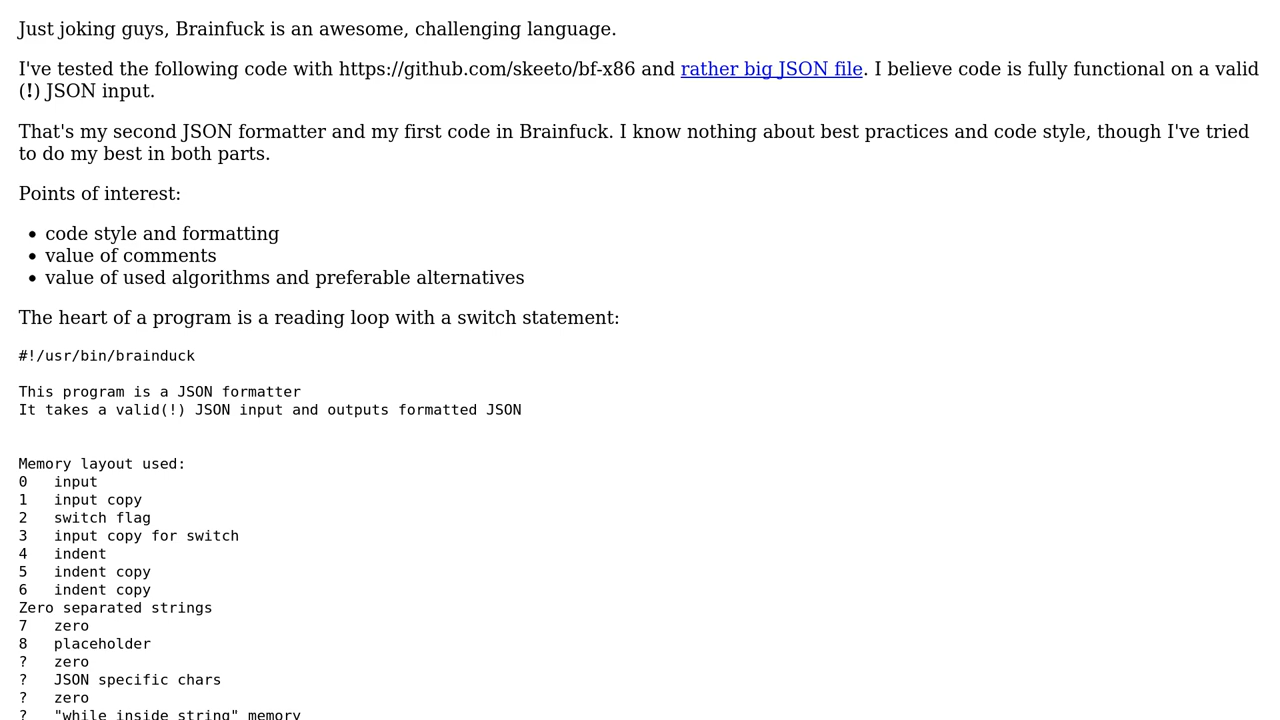 Just joking guys, Brainfuck is an awesome, challenging language.
I've tested the following code with https://github.com/skeeto/bf-x86 and rather big JSON file. I believe code is fully functional on a valid
(!) JSON input.
That's my second JSON formatter and my first code in Brainfuck. I know nothing about best practices and code style, though I've tried
to do my best in both parts.
Points of interest:
• code style and formatting
• value of comments
• value of used algorithms and preferable alternatives
The heart of a program is a reading loop with a switch statement:
#!/usr/bin/brainduck
This program is a JSON formatter
It takes a valid(!) JSON input and outputs formatted JSON
Memory layout used:
0   input
1   input copy
2   switch flag
3   input copy for switch
4   indent
5   indent copy
6   indent copy
Zero separated strings
7   zero
8   placeholder
?   zero
?   JSON specific chars
?   zero
?   "while inside string" memory